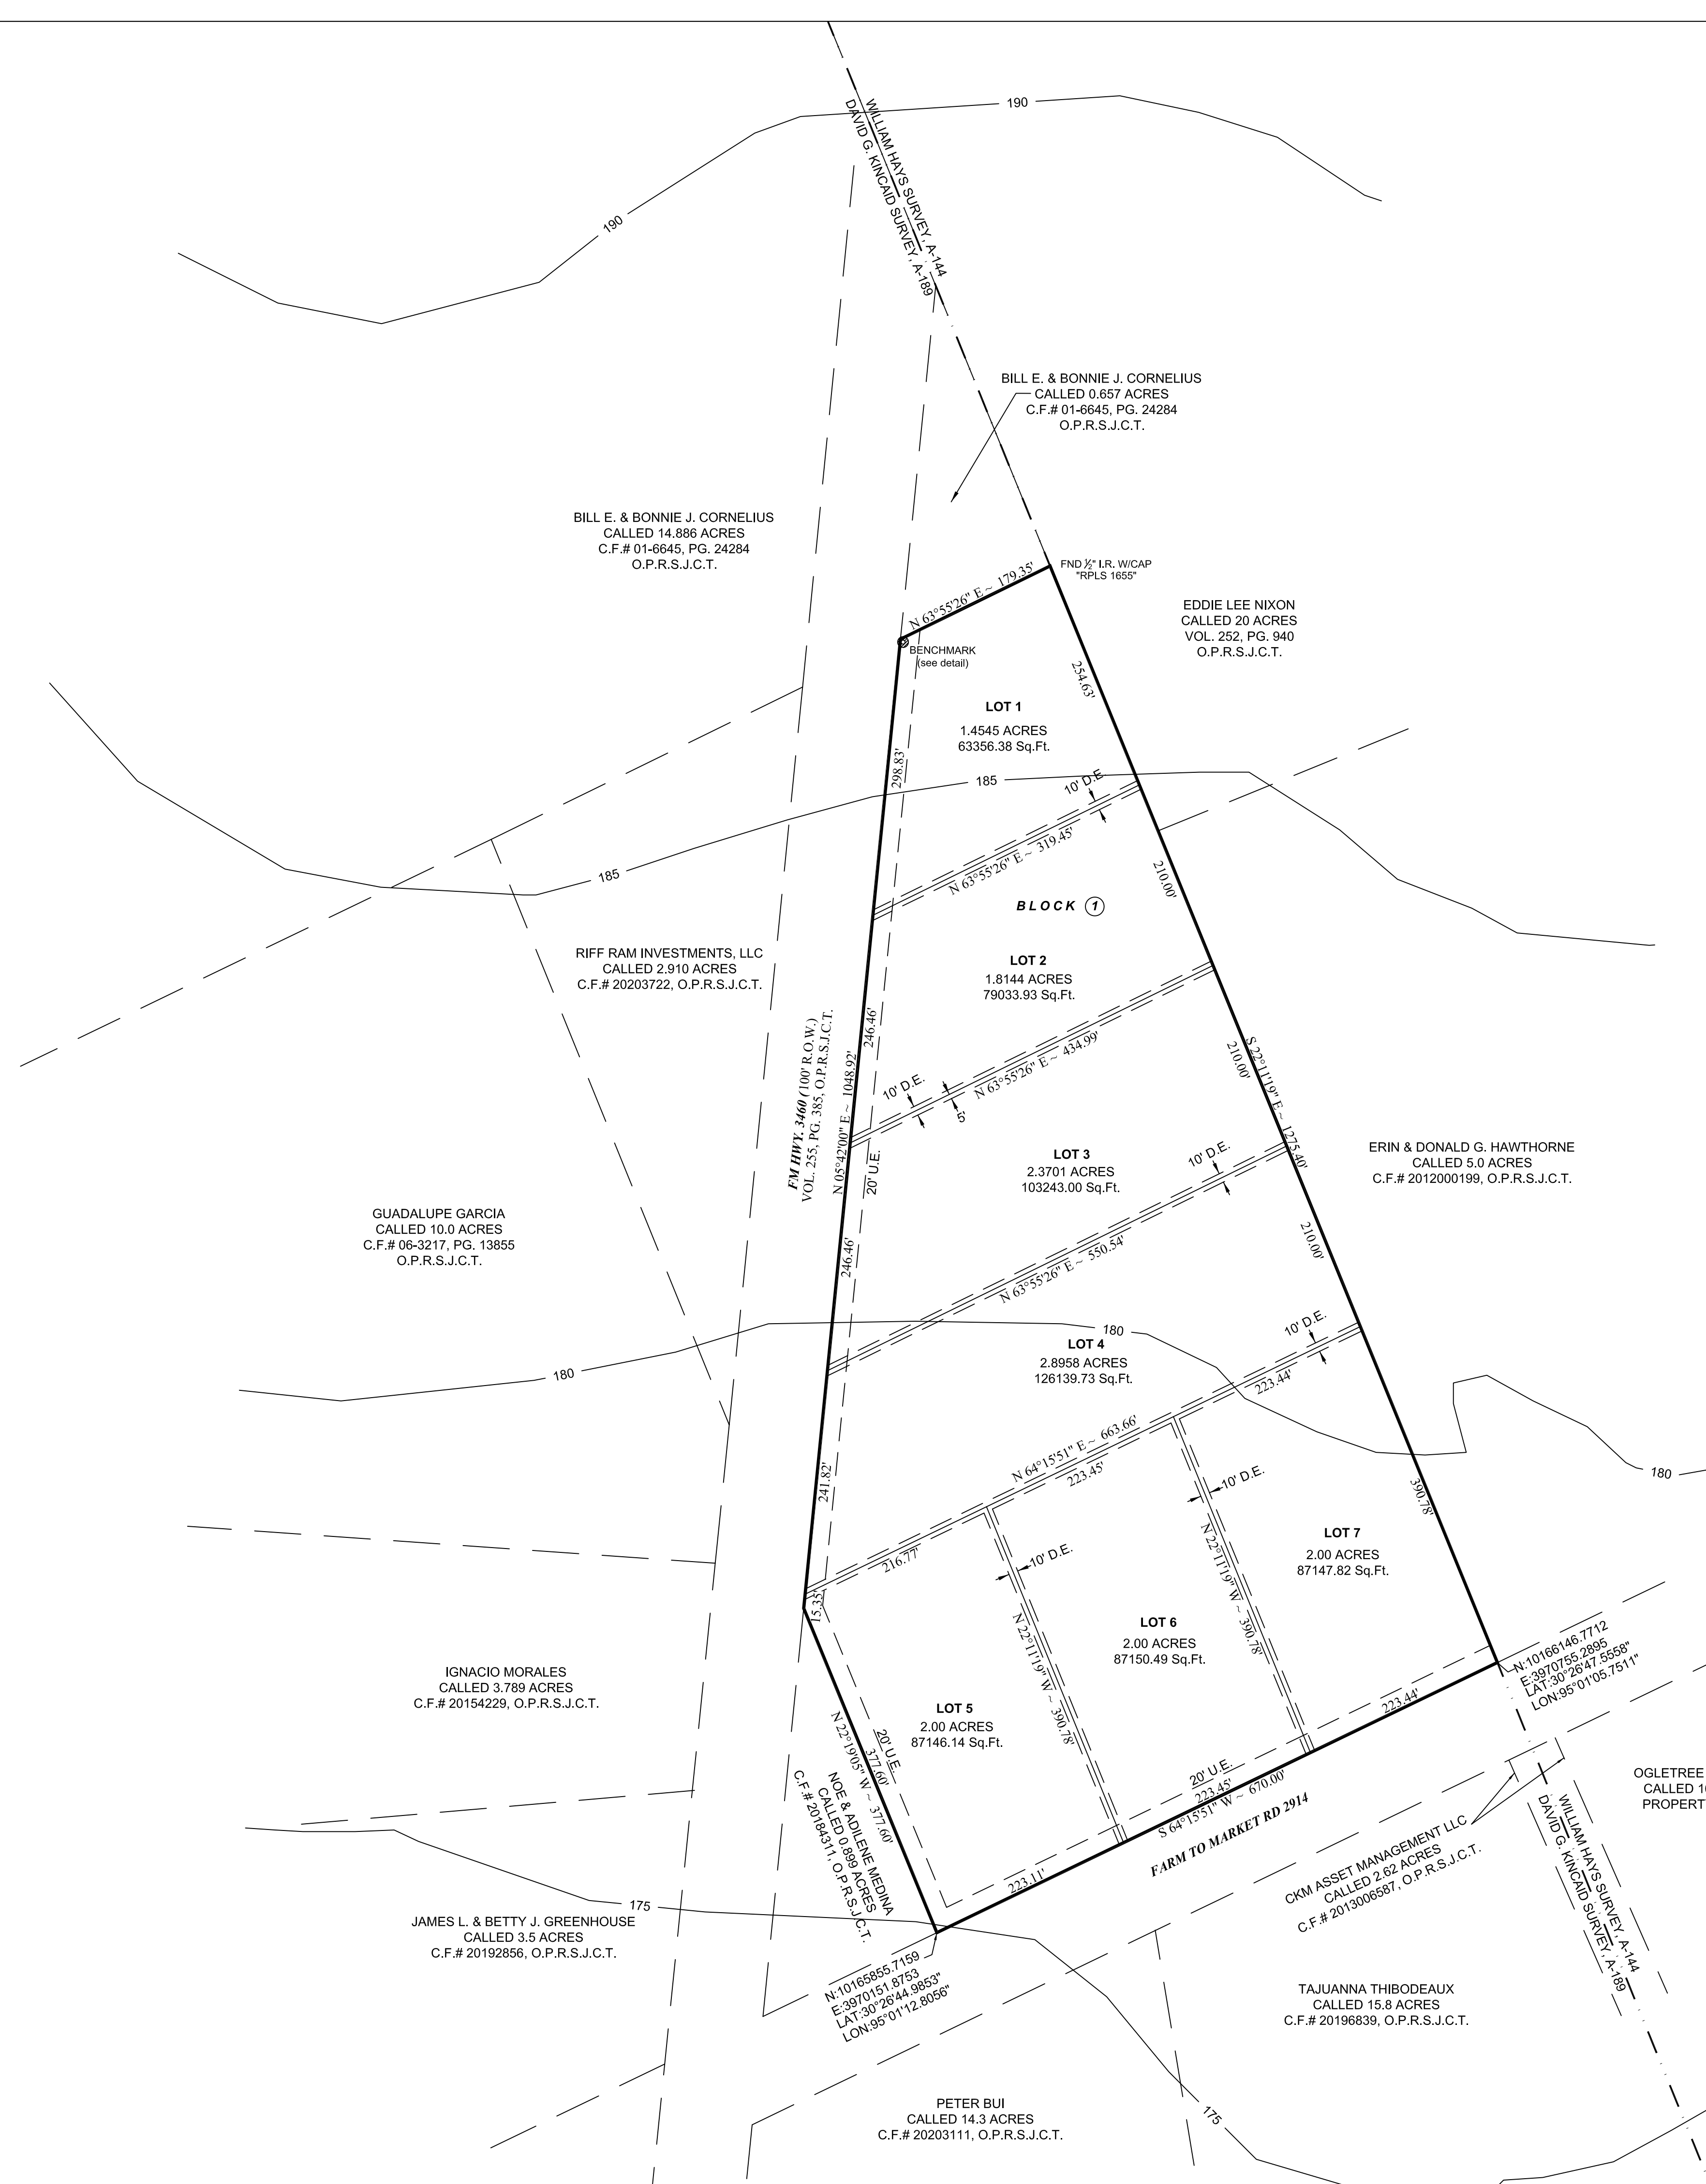 190
190
WILLIAM HAYS SURVEY, A-144
DAVID G. KINCAID SURVEY, A-189
BILL E. & BONNIE J. CORNELIUS
CALLED 0.657 ACRES
C.F.# 01-6645, PG. 24284
O.P.R.S.J.C.T.
BILL E. & BONNIE J. CORNELIUS
CALLED 14.886 ACRES
C.F.# 01-6645, PG. 24284
O.P.R.S.J.C.T.
FND ½" I.R. W/CAP
"RPLS 1655"
N 63°55'26" E ~ 179.35'
EDDIE LEE NIXON
CALLED 20 ACRES
VOL. 252, PG. 940
O.P.R.S.J.C.T.
BENCHMARK
(see detail)
254.63'
LOT 1
1.4545 ACRES
63356.38 Sq.Ft.
298.83'
185
10' D.E
N 63°55'26" E ~ 319.45'
185
210.00'
BLOCK 1
RIFF RAM INVESTMENTS, LLC
CALLED 2.910 ACRES
C.F.# 20203722, O.P.R.S.J.C.T.
LOT 2
1.8144 ACRES
79033.93 Sq.Ft.
246.46'
N 63°55'26" E ~ 434.99'
10' D.E.
5'
210.00'
S 22°11'19" E ~ 1275.40'
FM HWY. 3460 (100' R.O.W.)
VOL. 255, PG. 385, O.P.R.S.J.C.T.
N 05°42'00" E ~ 1048.92'
20' U.E.
LOT 3
2.3701 ACRES
103243.00 Sq.Ft.
10' D.E.
ERIN & DONALD G. HAWTHORNE
CALLED 5.0 ACRES
C.F.# 2012000199, O.P.R.S.J.C.T.
GUADALUPE GARCIA
CALLED 10.0 ACRES
C.F.# 06-3217, PG. 13855
O.P.R.S.J.C.T.
246.46'
N 63°55'26" E ~ 550.54'
210.00'
180
180
LOT 4
2.8958 ACRES
126139.73 Sq.Ft.
10' D.E.
223.44'
N 64°15'51" E ~ 663.66'
223.45'
241.82'
180
10' D.E.
390.78'
216.77'
10' D.E.
N 22°11'19" W ~ 390.78'
LOT 7
2.00 ACRES
87147.82 Sq.Ft.
15.35'
N 22°11'19" W ~ 390.78'
LOT 6
2.00 ACRES
87150.49 Sq.Ft.
N:10166146.7712
E:3970755.2895
LAT:30°26'47.5558"
LON:95°01'05.7511"
IGNACIO MORALES
CALLED 3.789 ACRES
C.F.# 20154229, O.P.R.S.J.C.T.
LOT 5
2.00 ACRES
87146.14 Sq.Ft.
20' U.E.
377.60'
N 22°19'05" W ~ 377.60'
NOE & ADILENE MEDINA
CALLED 0.899 ACRES
C.F.# 20184311, O.P.R.S.J.C.T.
223.44'
20' U.E.
223.45'
S 64°15'51" W ~ 670.00'
FARM TO MARKET RD 2914
223.11'
OGLETREE
CALLED 1
PROPERT
CKM ASSET MANAGEMENT LLC
CALLED 2.62 ACRES
C.F.# 2013006587, O.P.R.S.J.C.T.
WILLIAM HAYS SURVEY, A-144
DAVID G. KINCAID SURVEY, A-189
175
JAMES L. & BETTY J. GREENHOUSE
CALLED 3.5 ACRES
C.F.# 20192856, O.P.R.S.J.C.T.
N:10165855.7159
E:3970151.8753
LAT:30°26'44.9853"
LON:95°01'12.8056"
TAJUANNA THIBODEAUX
CALLED 15.8 ACRES
C.F.# 20196839, O.P.R.S.J.C.T.
PETER BUI
CALLED 14.3 ACRES
C.F.# 20203111, O.P.R.S.J.C.T.
175